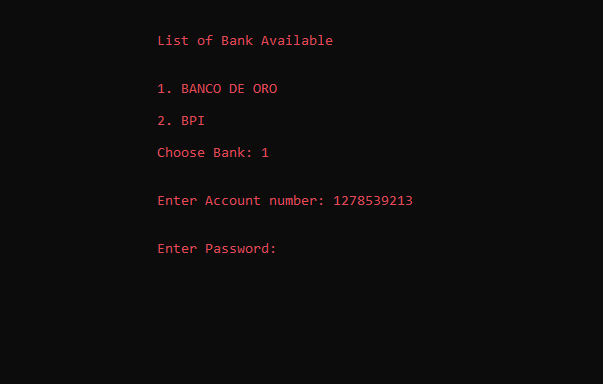 List of Bank Available
1. BANCO DE ORO
2. BPI
Choose Bank: 1
Enter Account number: 1278539213
Enter Password: